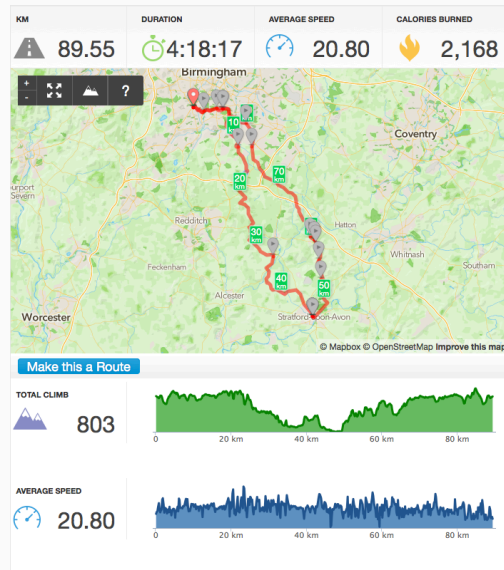 KM
DURATION
AVERAGE SPEED
CALORIES BURNED
89.55
4:18:17
20.80
2,168
+
-
?
Birmingham
10
Coventry
70
km
20
km
Redditch
Hatton
30
km
Whitnash
Feckenham
Southam
40
km
50
km
Alcester
Worcester
Stratford-upon-Avon
© Mapbox © OpenStreetMap Improve this map
Make this a Route
TOTAL CLIMB
803
0 20 km 40 km 60 km 80 km
AVERAGE SPEED
20.80
0 20 km 40 km 60 km 80 km